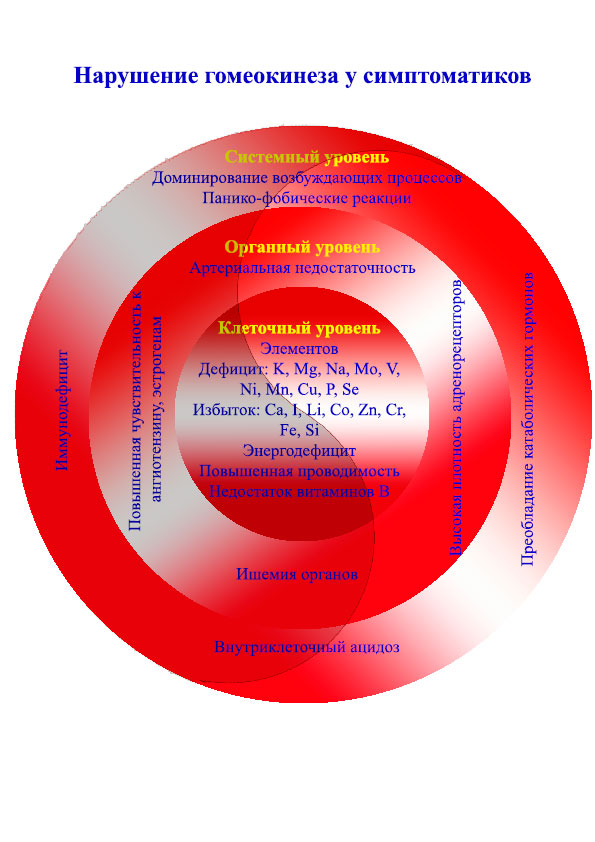 Нарушение гомеокинеза у симптоматиков
Системный уровень
Доминирование возбуждающих процессов
Панико-фобические реакции
Органный уровень
Артериальная недостаточность
Клеточный уровень
Элементов
Дефицит: K, Mg, Na, Mo, V,
Ni, Mn, Cu, P, Se
Избыток: Ca, I, Li, Co, Zn, Cr,
Fe, Si
Энергодефицит
Повышенная проводимость
Недостаток витаминов В
Иммунодефицит
Повышенная чувствительность к
ангиотензину, эстрогенам
Высокая плотность адренорецепторов
Преобладание катаболических гормонов
Ишемия органов
Внутриклеточный ацидоз